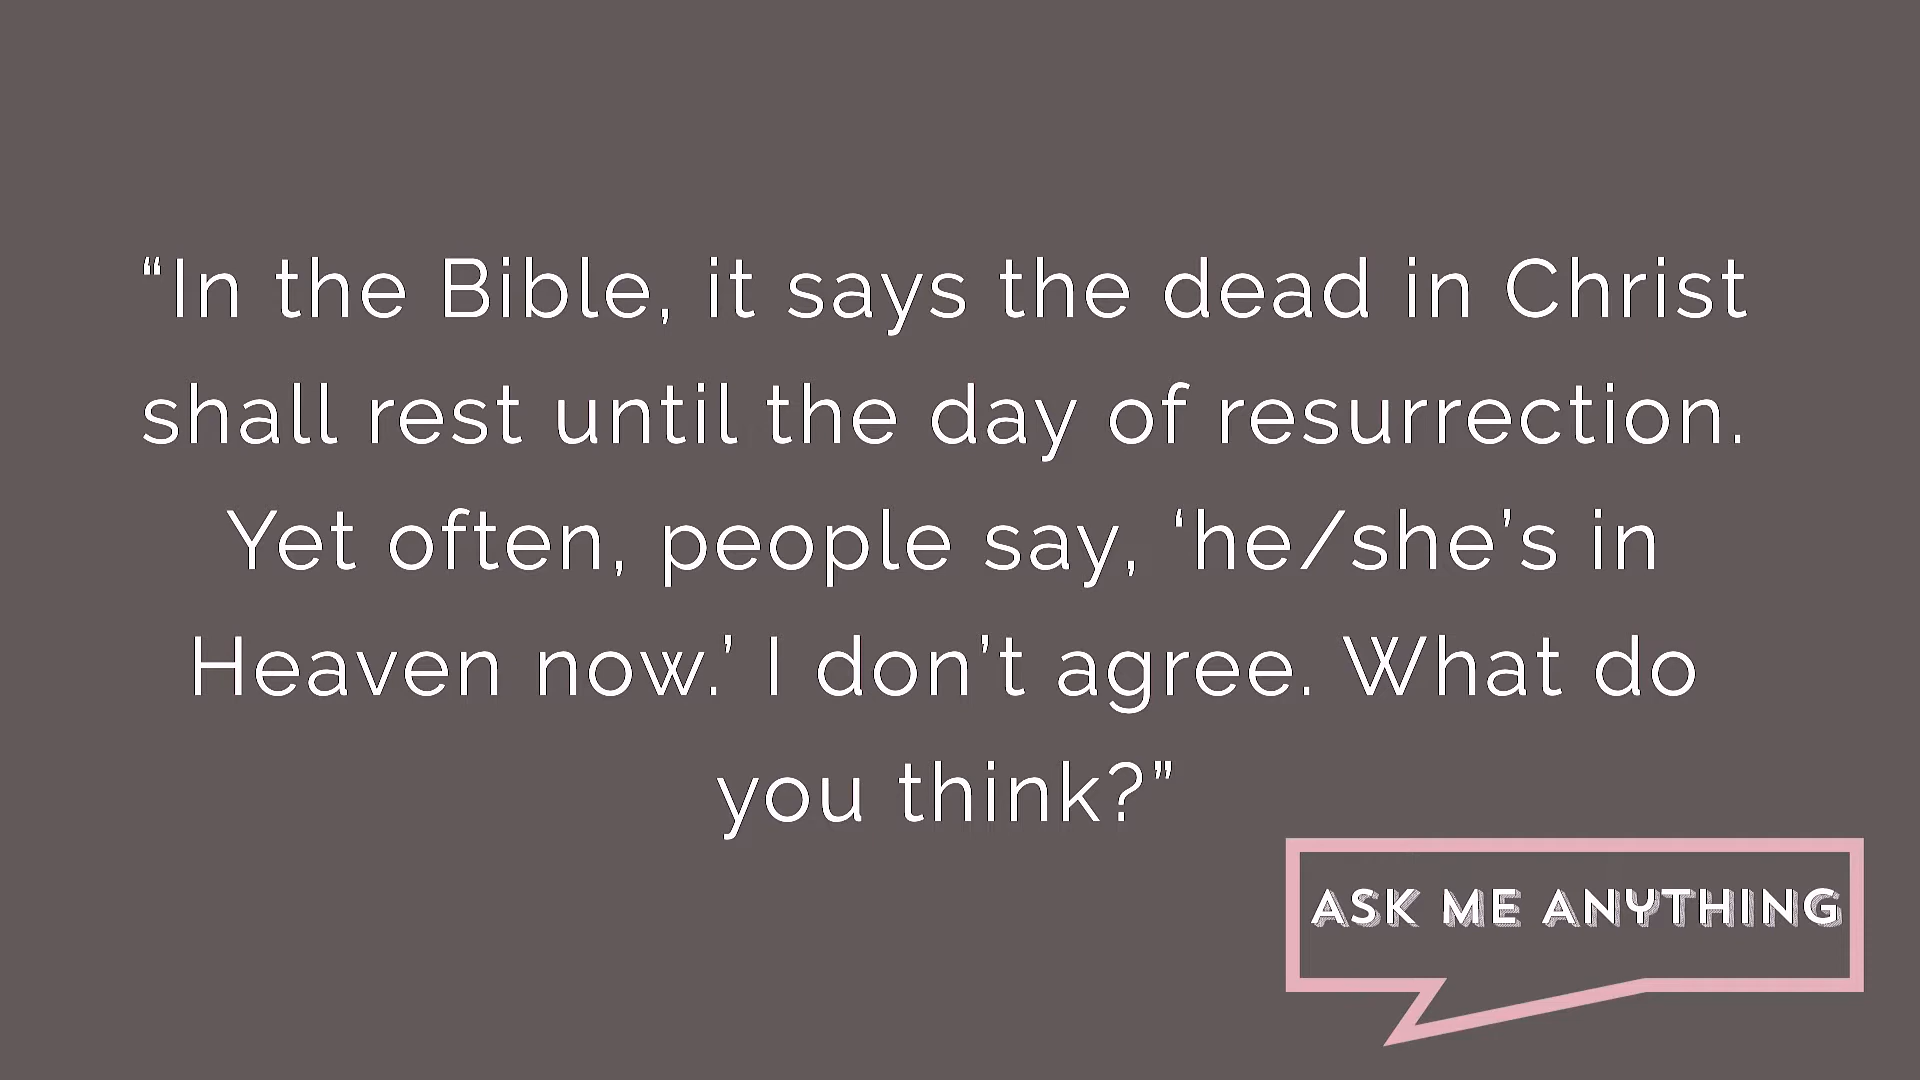 “In the Bible, it says the dead in Christ
shall rest until the day of resurrection.
Yet often, people say, ‘he/she’s in
Heaven now.’ I don’t agree. What do
you think?”
ASK ME ANYTHING